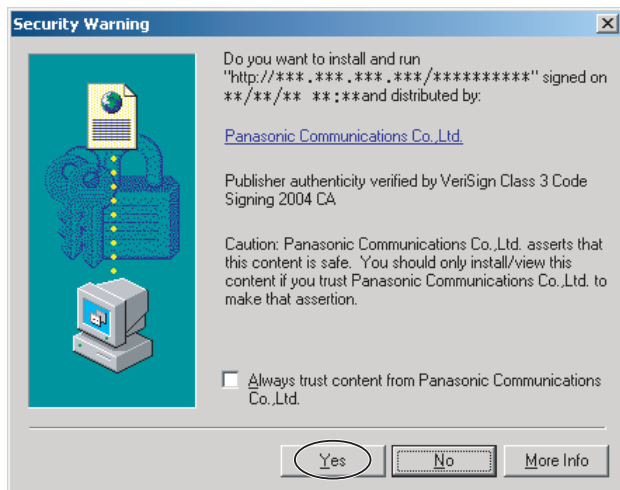 Security Warning
Do you want to install and run
"http://***.***.***.***/**********" signed on
**/**/** **:**and distributed by:
Panasonic Communications Co.,Ltd.
Publisher authenticity verified by VeriSign Class 3 Code
Signing 2004 CA
Caution: Panasonic Communications Co.,Ltd. asserts that
this content is safe. You should only install/view this
content if you trust Panasonic Communications Co.,Ltd. to
make that assertion.
Always trust content from Panasonic Communications
Co.,Ltd.
Yes
No
More Info